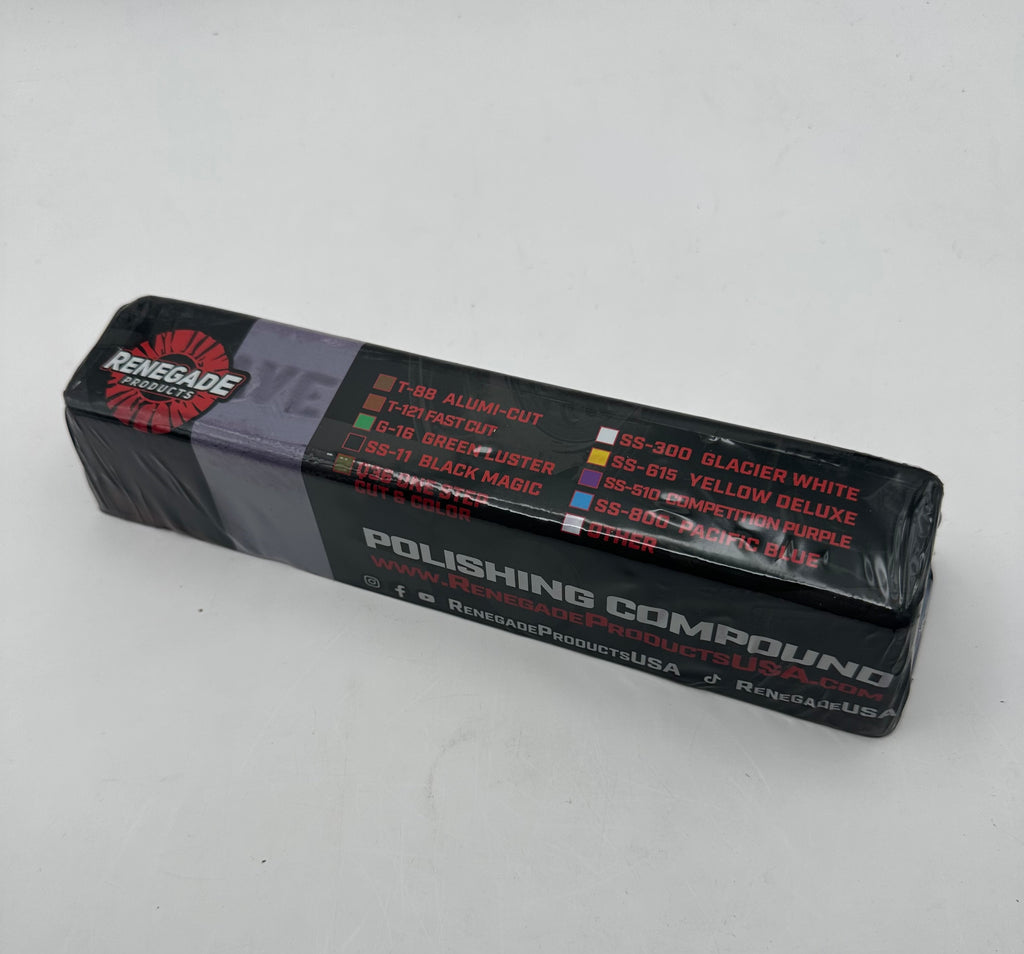 RENEGADE
PRODUCTS
T-88 ALUMI-CUT
T-121 FAST CUT
G-16 GREEN LUSTER
SS-11 BLACK MAGIC
ONE STEP
CUT & COLOR
SS-300 GLACIER WHITE
SS-615 YELLOW DELUXE
SS-510 COMPETITION PURPLE
SS-800 PACIFIC BLUE
OTHER
POLISHING COMPOUND
WWW.RENEGADEPRODUCTSUSA.COM
RENEGADEPRODUCTSUSA
RENEGADEUSA